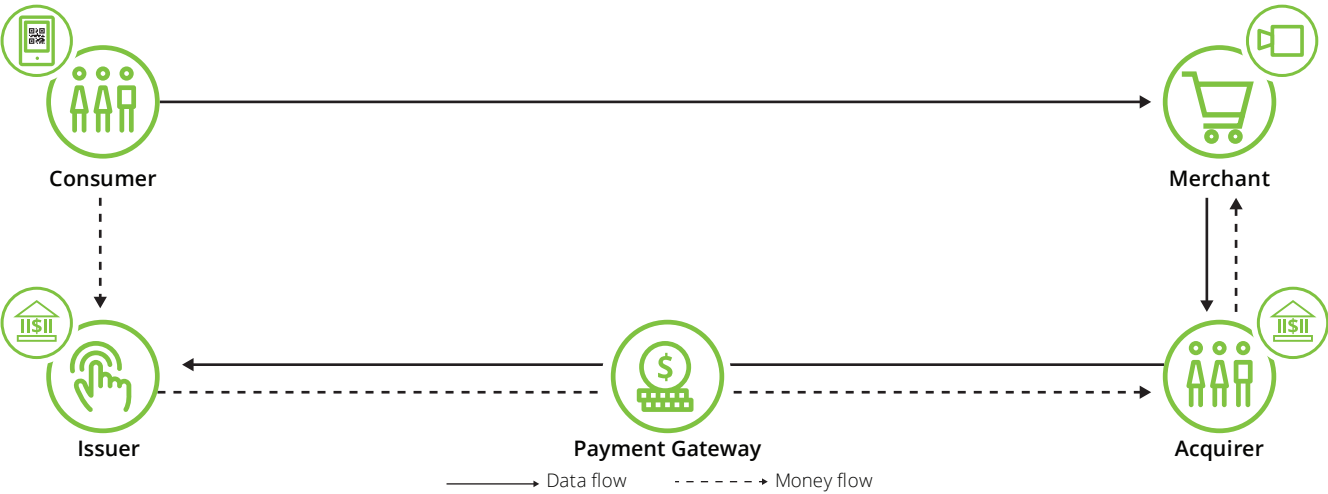 Consumer
Merchant
||$||
||$||
$
Issuer
Payment Gateway
Acquirer
Data flow
Money flow